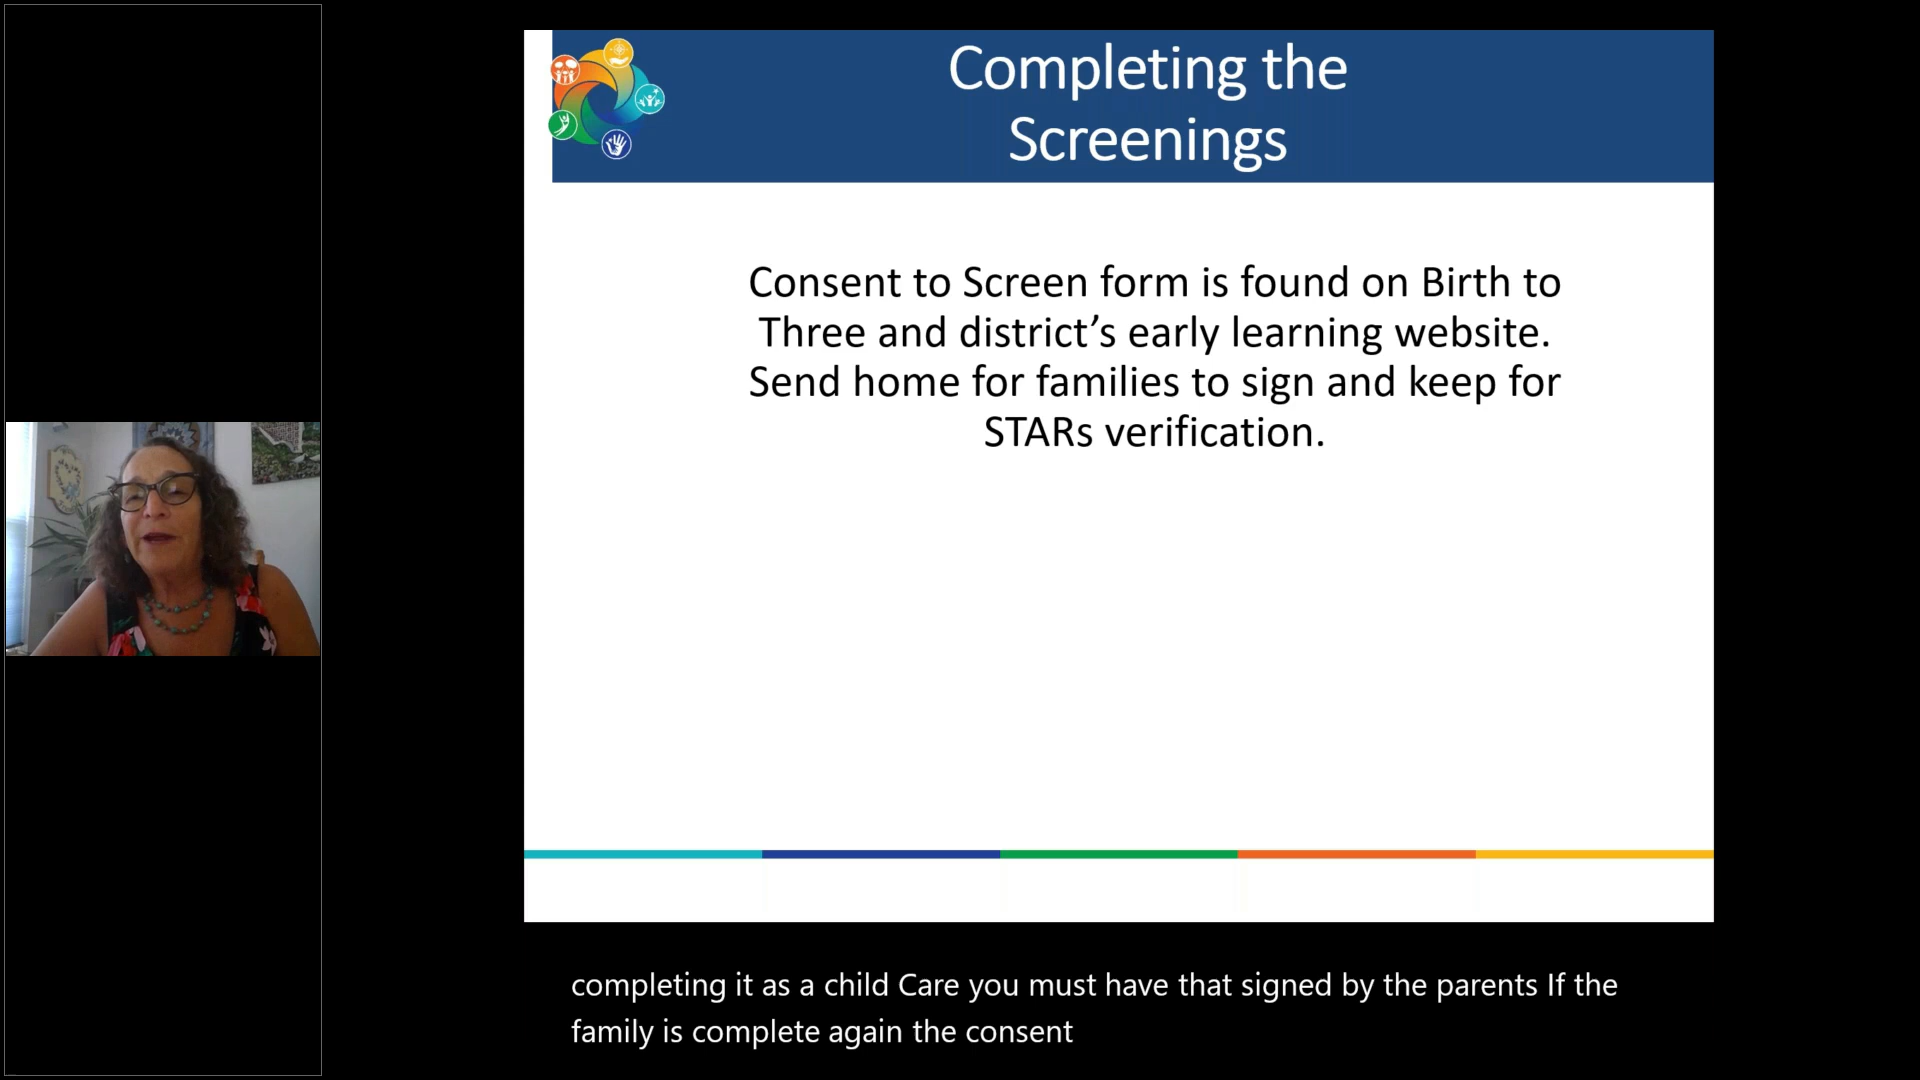 Completing the
Screenings
Consent to Screen form is found on Birth to
Three and district’s early learning website.
Send home for families to sign and keep for
STARs verification.
completing it as a child Care you must have that signed by the parents If the
family is complete again the consent